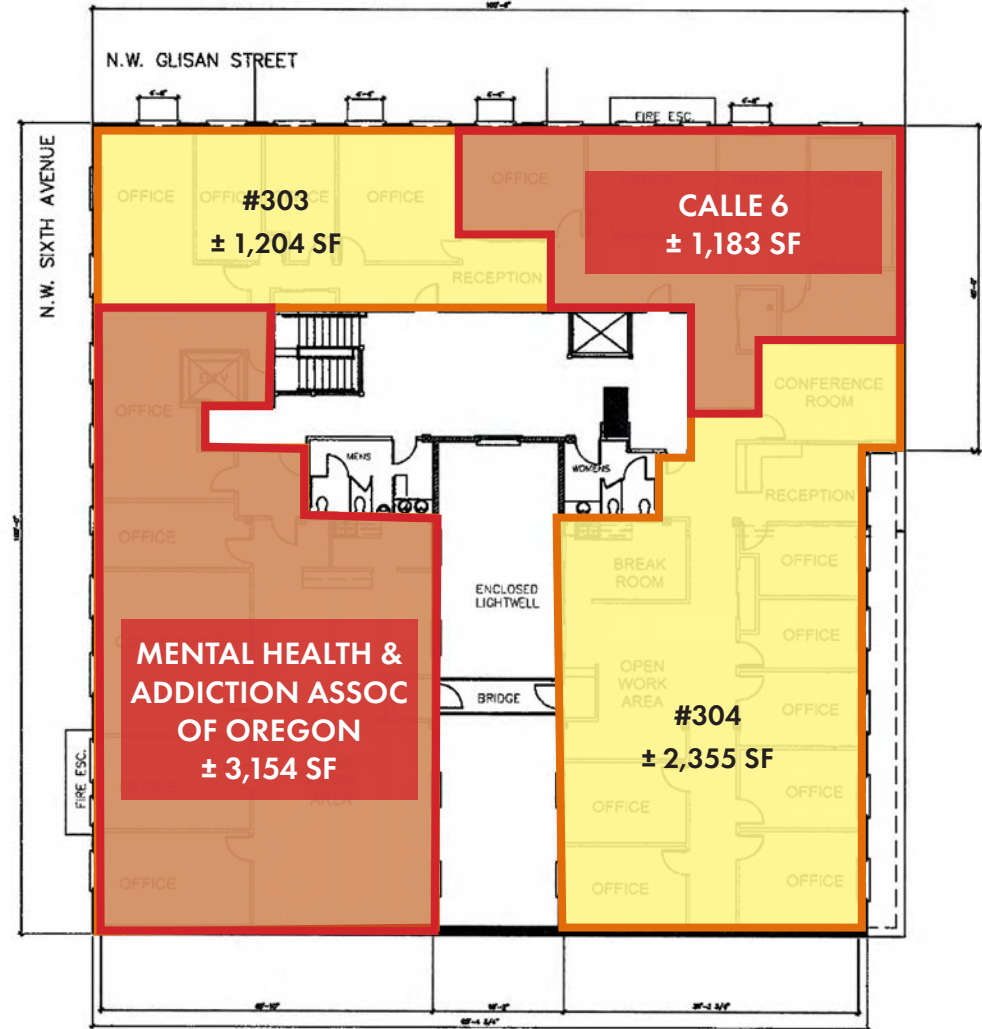 N.W. GLISAN STREET
FIRE ESC.
N.W. SIXTH AVENUE
OFFICE
OFFICE
OFFICE
#303
± 1,204 SF
RECEPTION
CALLE 6
± 1,183 SF
ELEV
OFFICE
CONFERENCE
ROOM
MENS
WOMENS
RECEPTION
OFFICE
BREAK
ROOM
OFFICE
ENCLOSED
LIGHTWELL
OFFICE
MENTAL HEALTH &
ADDICTION ASSOC
OF OREGON
± 3,154 SF
OPEN
WORK
AREA
BRIDGE
OFFICE
#304
± 2,355 SF
FIRE ESC.
AREA
OFFICE
OFFICE
OFFICE
OFFICE
OFFICE